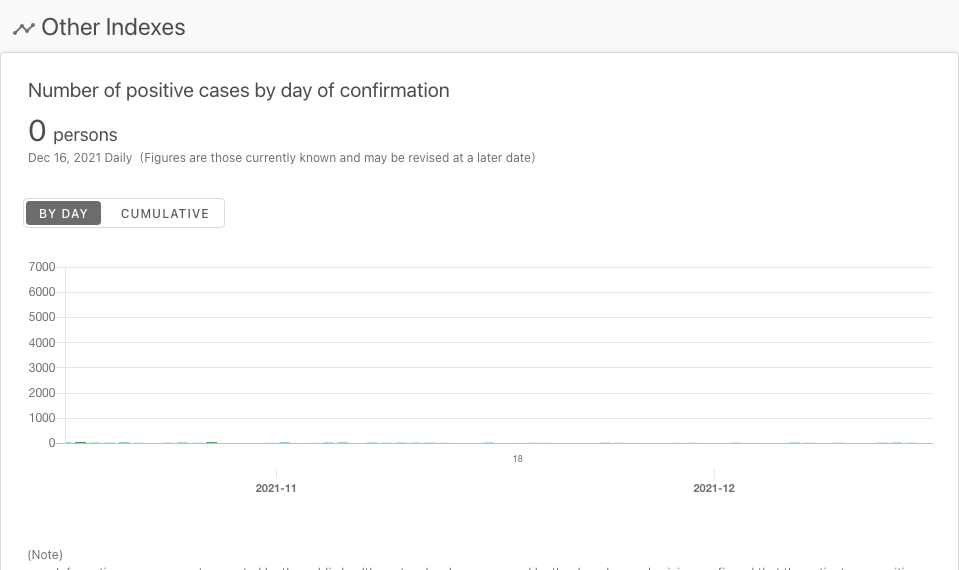 Other Indexes
Number of positive cases by day of confirmation
0 persons
Dec 16, 2021 Daily (Figures are those currently known and may be revised at a later date)
BY DAY CUMULATIVE
7000
6000
5000
4000
3000
2000
1000
0
18
2021-11 2021-12
(Note)